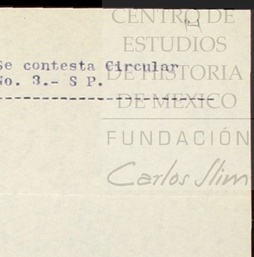 CENTRO DE
ESTUDIOS
Se contesta Circular
DE HISTORIA
No. 3.- S P.
DE MEXICO
FUNDACIÓN
Carlos Slim